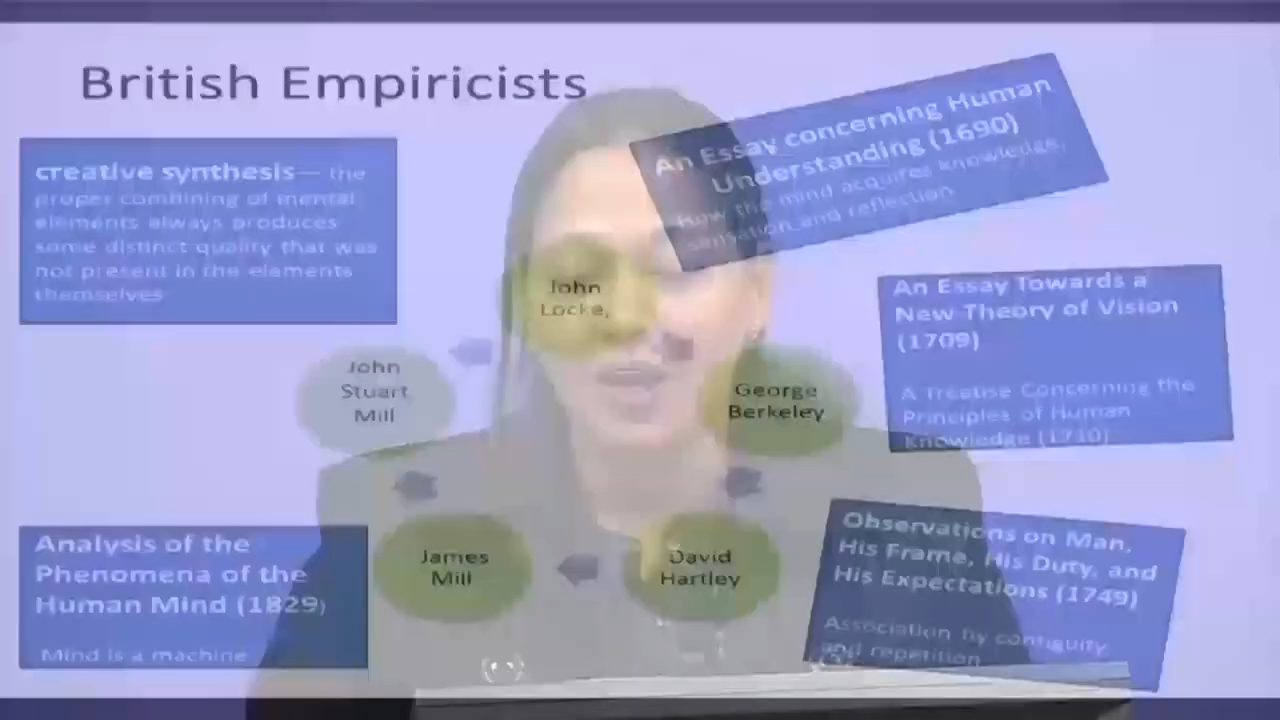 British Empiricists
creative synthesis— the
proper combining of mental
elements always produces
some distinct quality that was
not present in the elements
themselves
An Essay concerning Human
Understanding (1690)
How the mind acquires knowledge,
sensation and reflection
John
Locke,
An Essay Towards a
New Theory of Vision
(1709)
A Treatise Concerning the
Principles of Human
Knowledge (1710)
John
Stuart
Mill
George
Berkeley
Analysis of the
Phenomena of the
Human Mind (1829)
Mind is a machine
James
Mill
David
Hartley
Observations on Man,
His Frame, His Duty, and
His Expectations (1749)
Association by contiguity
and repetition